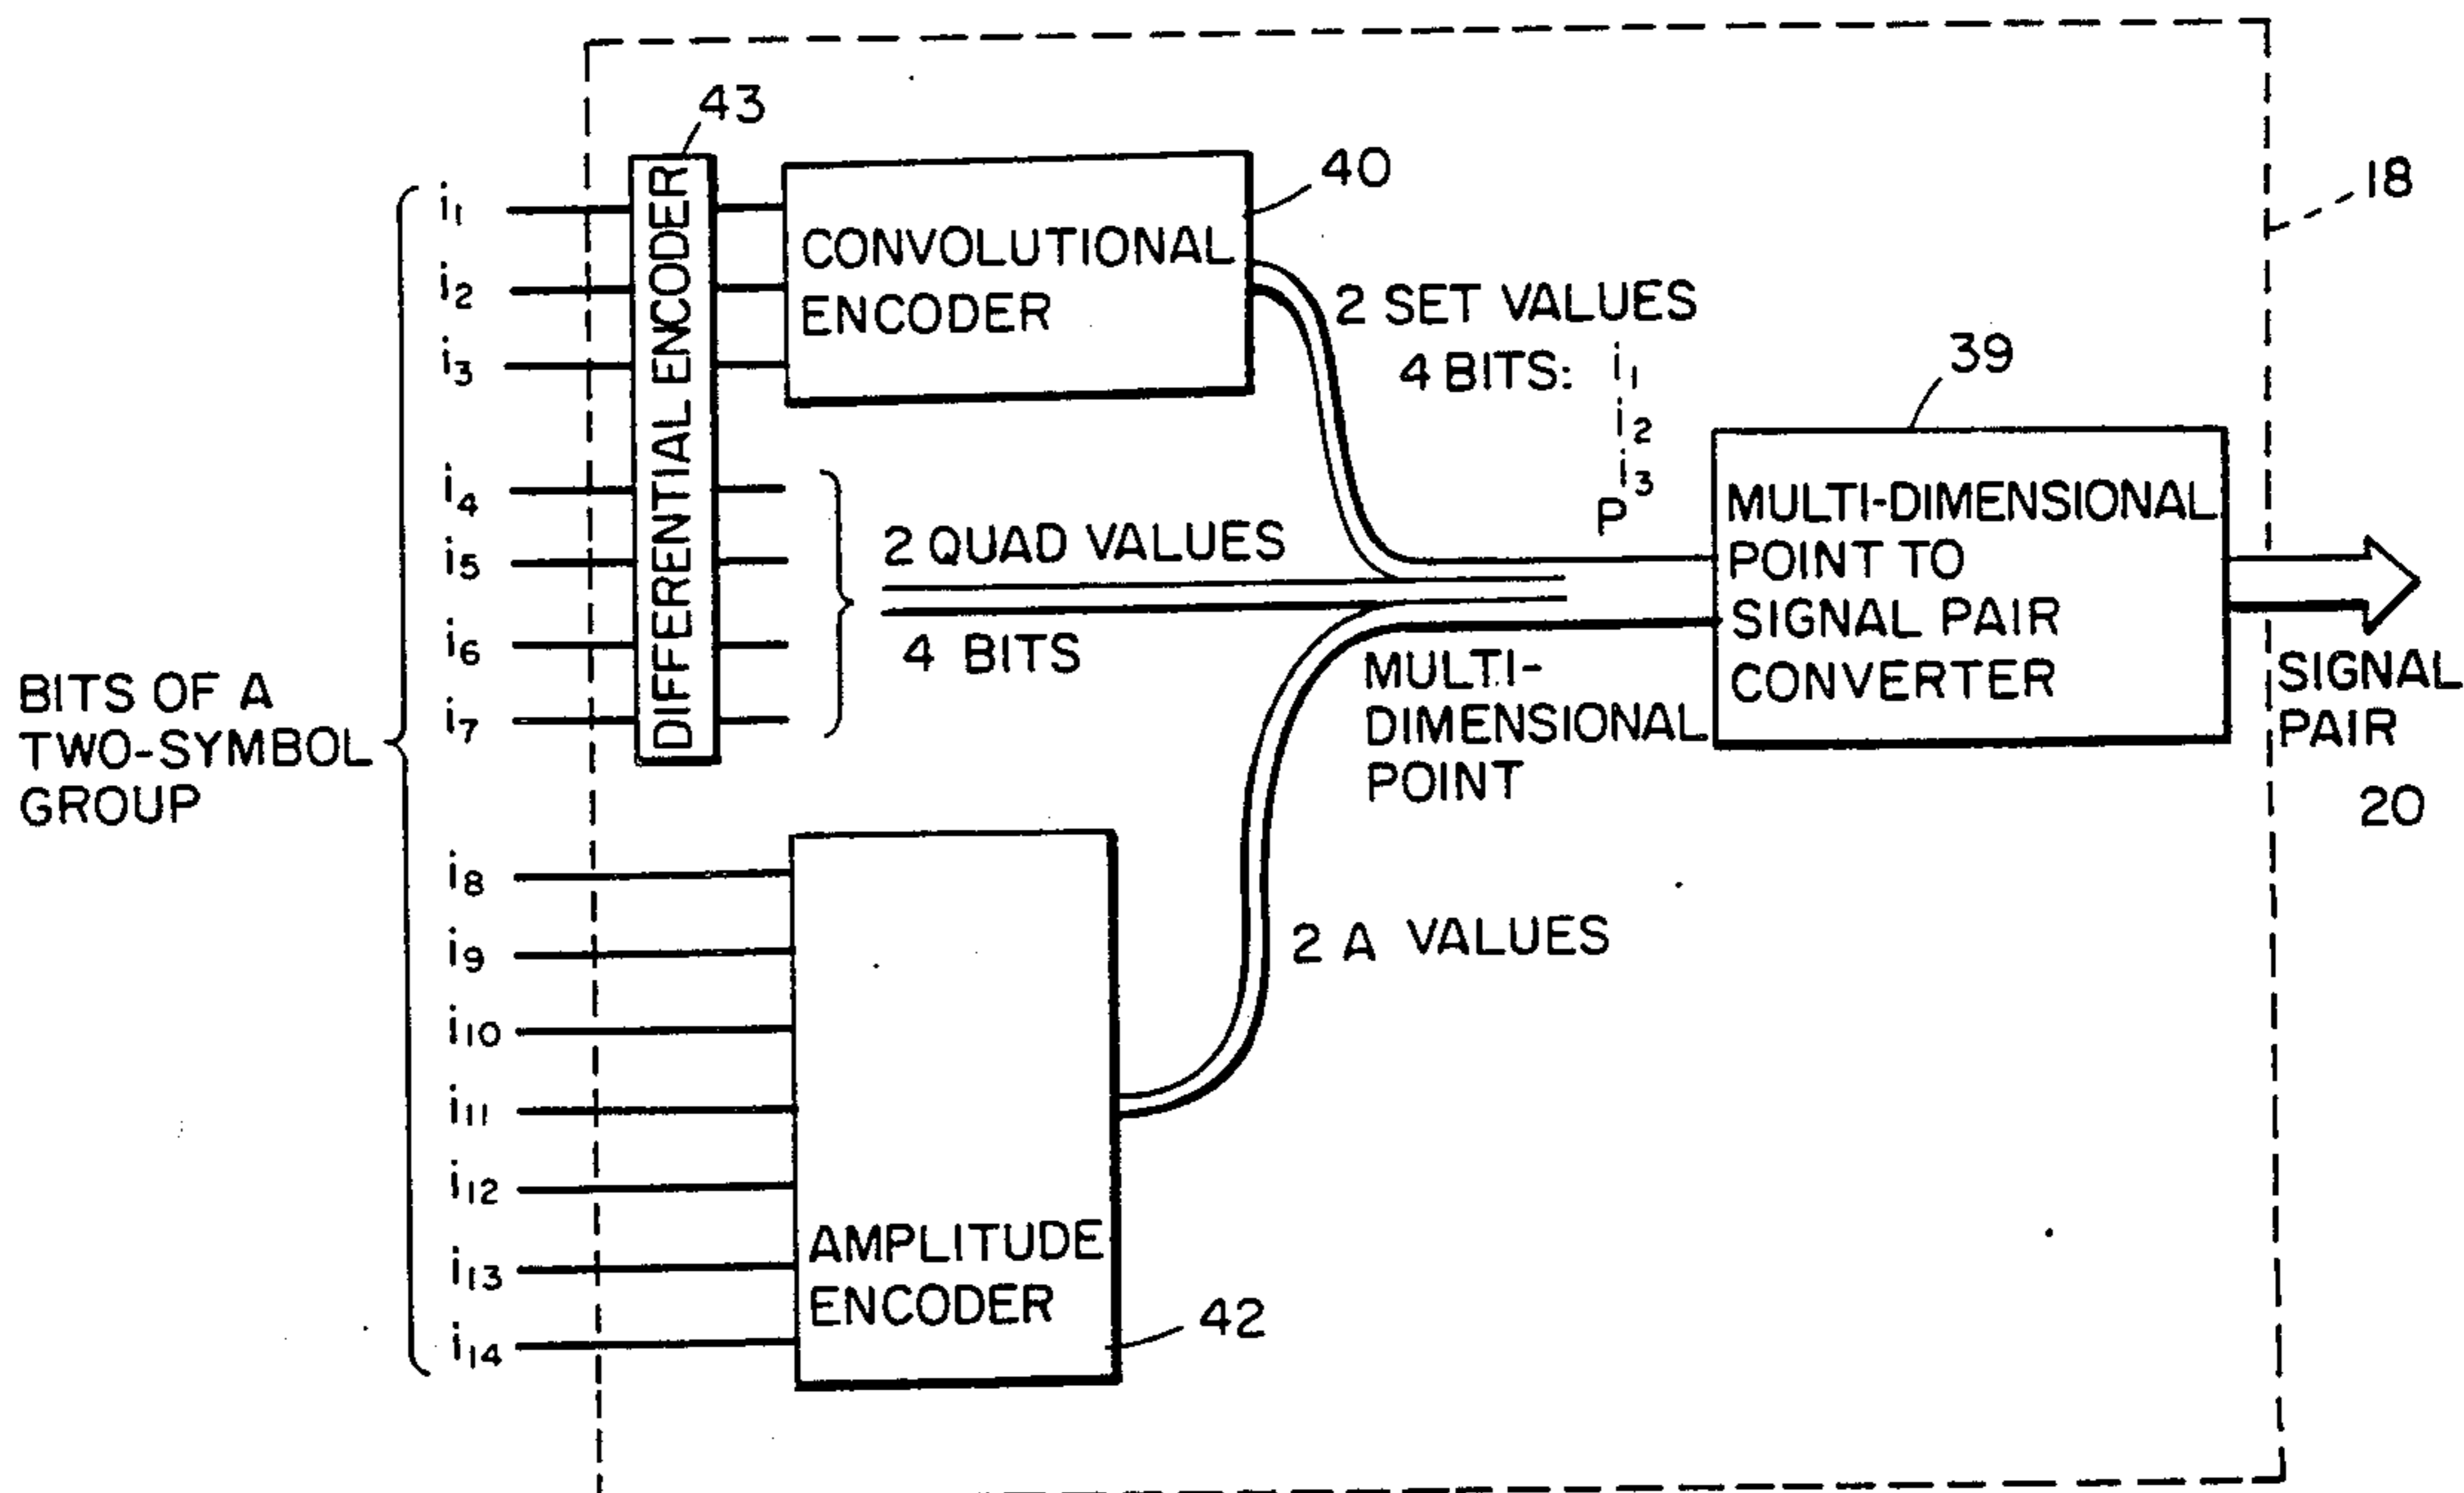 43
40
18
i1
i2
i3
DIFFERENTIAL ENCODER
CONVOLUTIONAL
ENCODER
2 SET VALUES
4 BITS: i1
i2
i3
P
39
MULTI-DIMENSIONAL
POINT TO
SIGNAL PAIR
CONVERTER
i4
i5
i6
i7
2 QUAD VALUES
4 BITS
MULTI-
DIMENSIONAL
POINT
SIGNAL
PAIR
20
BITS OF A
TWO-SYMBOL
GROUP
i8
i9
i10
i11
i12
i13
i14
2 A VALUES
AMPLITUDE
ENCODER
42